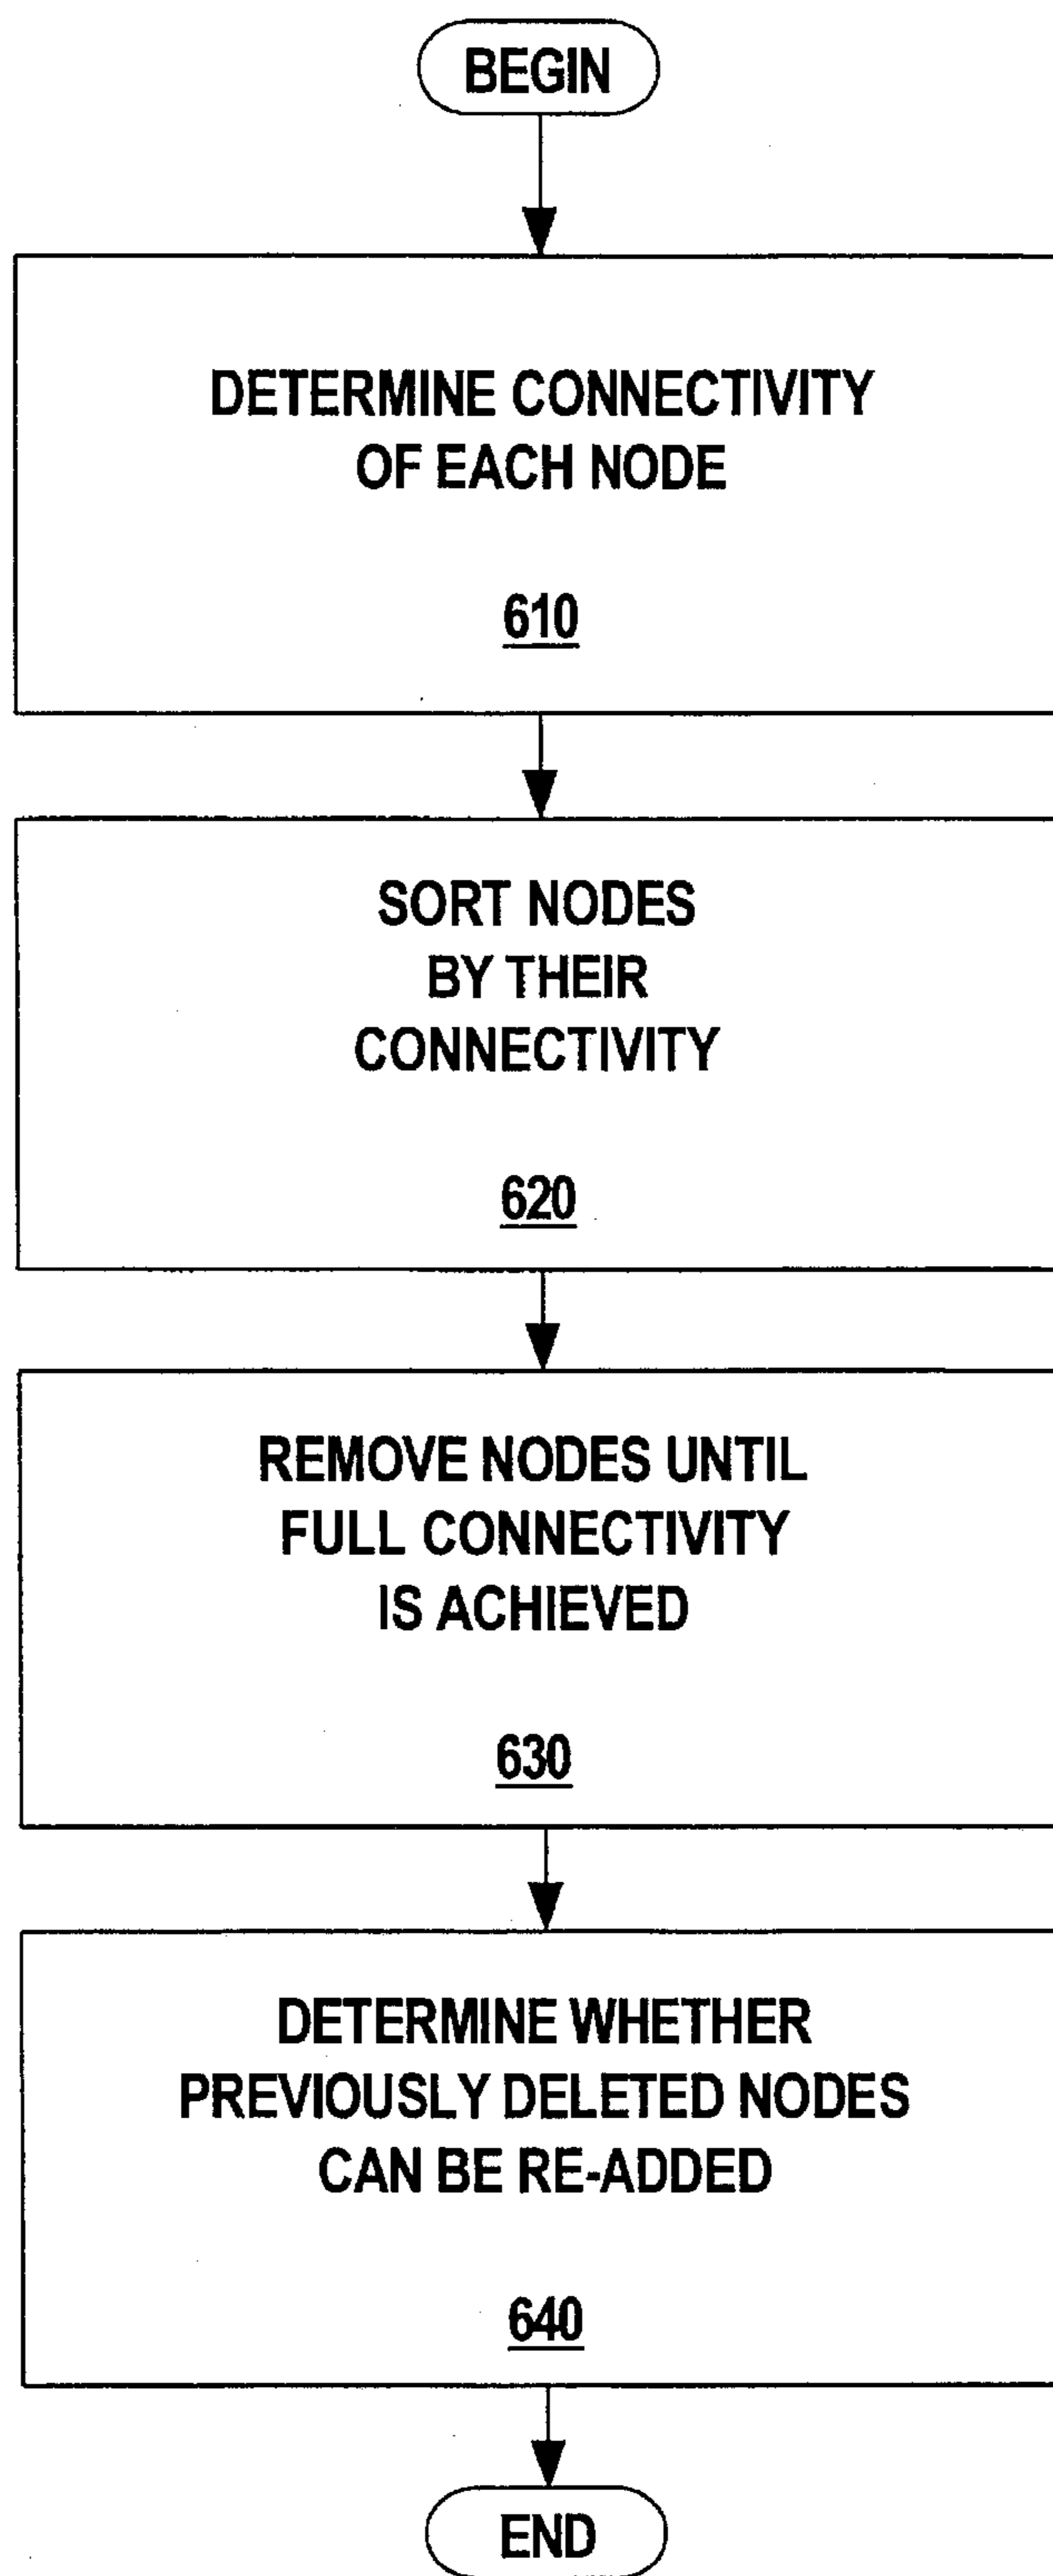 BEGIN
DETERMINE CONNECTIVITY
OF EACH NODE
610
SORT NODES
BY THEIR
CONNECTIVITY
620
REMOVE NODES UNTIL
FULL CONNECTIVITY
IS ACHIEVED
630
DETERMINE WHETHER
PREVIOUSLY DELETED NODES
CAN BE RE-ADDED
640
END